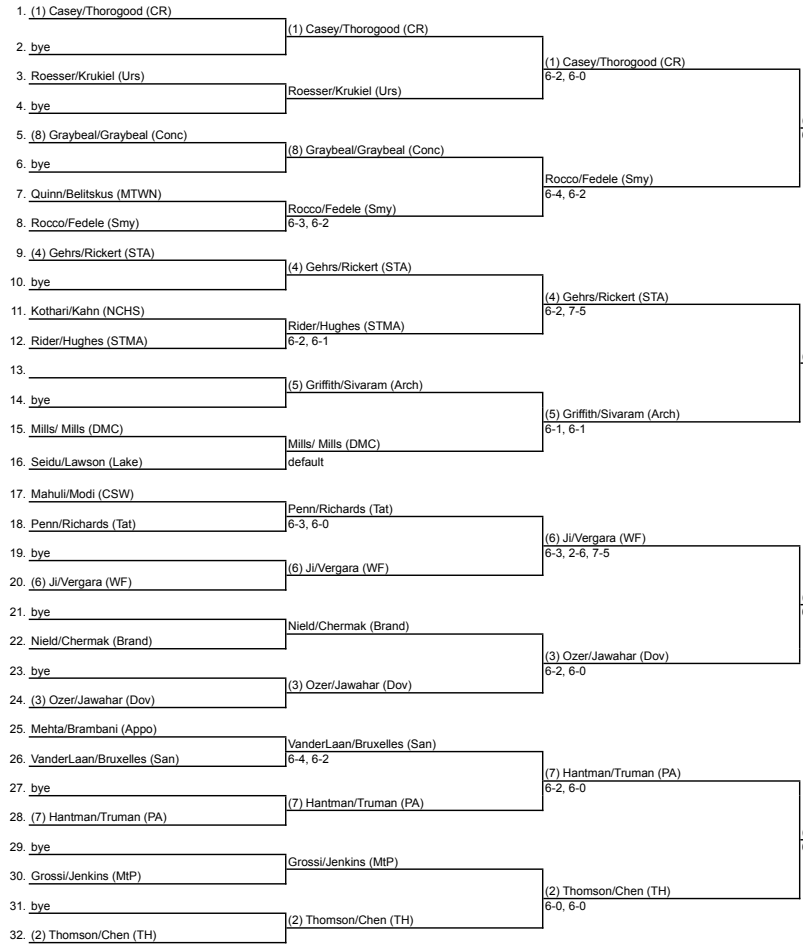 1. (1) Casey/Thorogood (CR)
2. bye
3. Roesser/Krukiel (Urs)
4. bye
5. (8) Graybeal/Graybeal (Conc)
6. bye
7. Quinn/Belitskus (MTWN)
8. Rocco/Fedele (Smy)
9. (4) Gehrs/Rickert (STA)
10. bye
11. Kothari/Kahn (NCHS)
12. Rider/Hughes (STMA)
13.
14. bye
15. Mills/ Mills (DMC)
16. Seidu/Lawson (Lake)
17. Mahuli/Modi (CSW)
18. Penn/Richards (Tat)
19. bye
20. (6) Ji/Vergara (WF)
21. bye
22. Nield/Chermak (Brand)
23. bye
24. (3) Ozer/Jawahar (Dov)
25. Mehta/Brambani (Appo)
26. VanderLaan/Bruxelles (San)
27. bye
28. (7) Hantman/Truman (PA)
29. bye
30. Grossi/Jenkins (MtP)
31. bye
32. (2) Thomson/Chen (TH)
(1) Casey/Thorogood (CR)
Roesser/Krukiel (Urs)
(8) Graybeal/Graybeal (Conc)
Rocco/Fedele (Smy)
6-3, 6-2
(4) Gehrs/Rickert (STA)
Rider/Hughes (STMA)
6-2, 6-1
(5) Griffith/Sivaram (Arch)
Mills/ Mills (DMC)
default
Penn/Richards (Tat)
6-3, 6-0
(6) Ji/Vergara (WF)
Nield/Chermak (Brand)
(3) Ozer/Jawahar (Dov)
VanderLaan/Bruxelles (San)
6-4, 6-2
(7) Hantman/Truman (PA)
Grossi/Jenkins (MtP)
(2) Thomson/Chen (TH)
(1) Casey/Thorogood (CR)
6-2, 6-0
Rocco/Fedele (Smy)
6-4, 6-2
(4) Gehrs/Rickert (STA)
6-2, 7-5
(5) Griffith/Sivaram (Arch)
6-1, 6-1
(6) Ji/Vergara (WF)
6-3, 2-6, 7-5
(3) Ozer/Jawahar (Dov)
6-2, 6-0
(7) Hantman/Truman (PA)
6-2, 6-0
(2) Thomson/Chen (TH)
6-0, 6-0